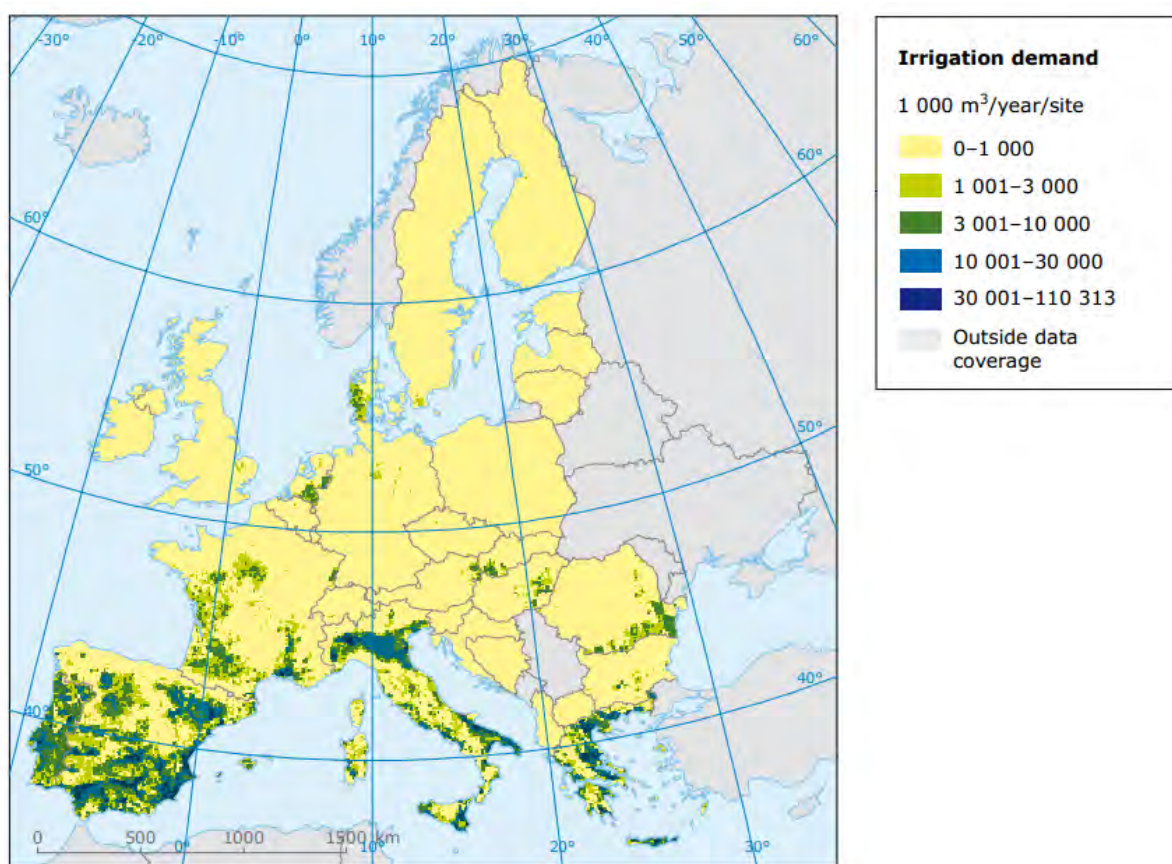 -30° -20° -10° 0° 10° 20° 30° 40° 50° 60°
60°
60°
50°
50°
40°
40°
0 500 1000 1500 km
0° 20° 30°
Irrigation demand
1 000 m³/year/site
0–1 000
1 001–3 000
3 001–10 000
10 001–30 000
30 001–110 313
Outside data
coverage